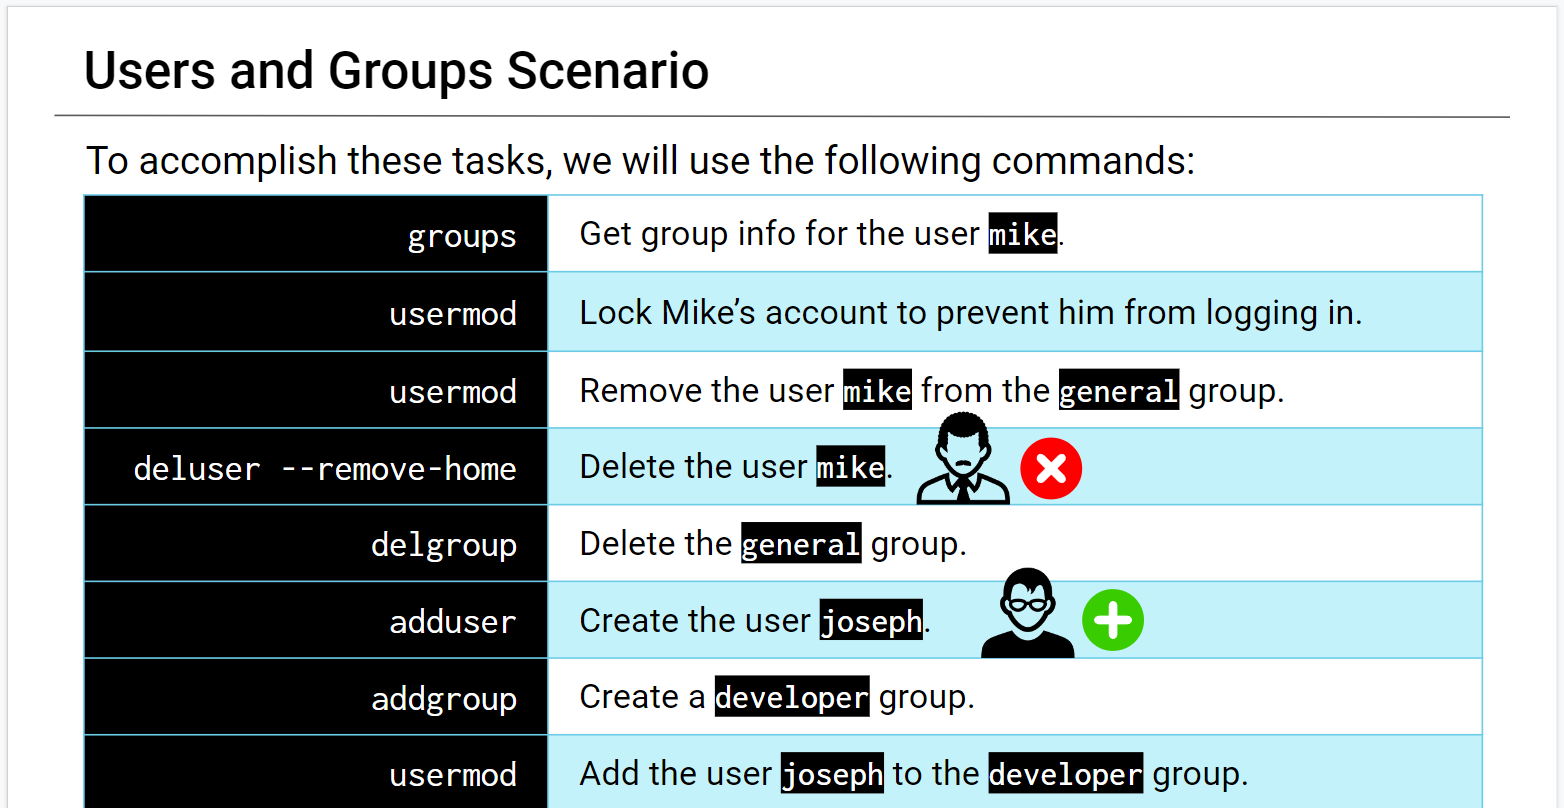 Users and Groups Scenario
To accomplish these tasks, we will use the following commands:
groups Get group info for the user mike.
usermod Lock Mike’s account to prevent him from logging in.
usermod Remove the user mike from the general group.
deluser --remove-home Delete the user mike.
delgroup Delete the general group.
adduser Create the user joseph.
addgroup Create a developer group.
usermod Add the user joseph to the developer group.